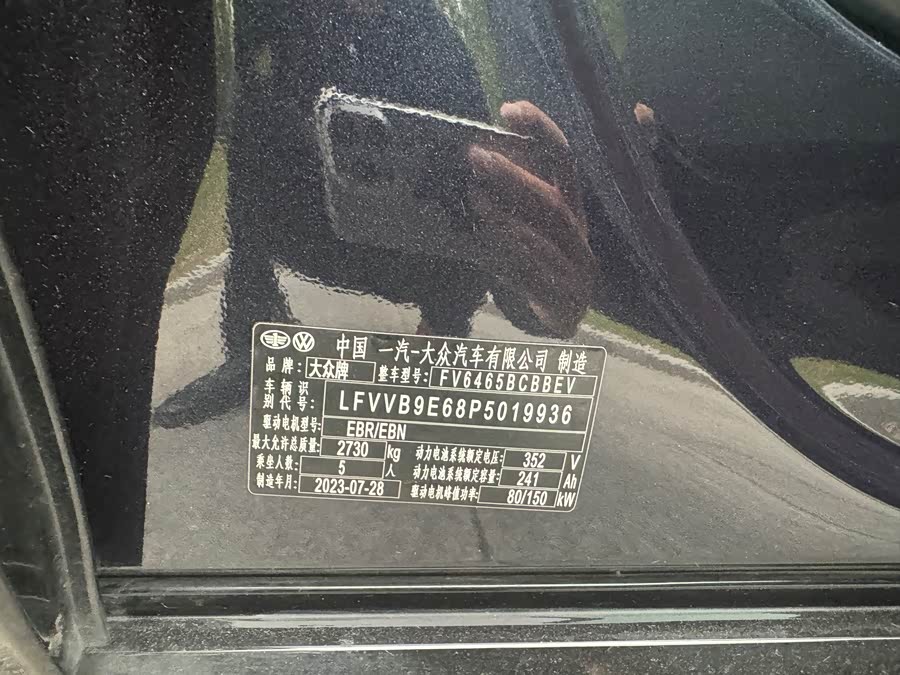 中国 一汽-大众汽车有限公司 制造
品牌: 大众牌 整车型号: FV6465BCBBEV
车辆识别代号: LFVVB9E68P5019936
驱动电机型号: EBR/EBN
最大允许总质量: 2730 kg 动力电池系统额定电压: 352 V
乘坐人数: 5 人 动力电池系统额定容量: 241 Ah
制造年月: 2023-07-28 驱动电机峰值功率: 80/150 kW